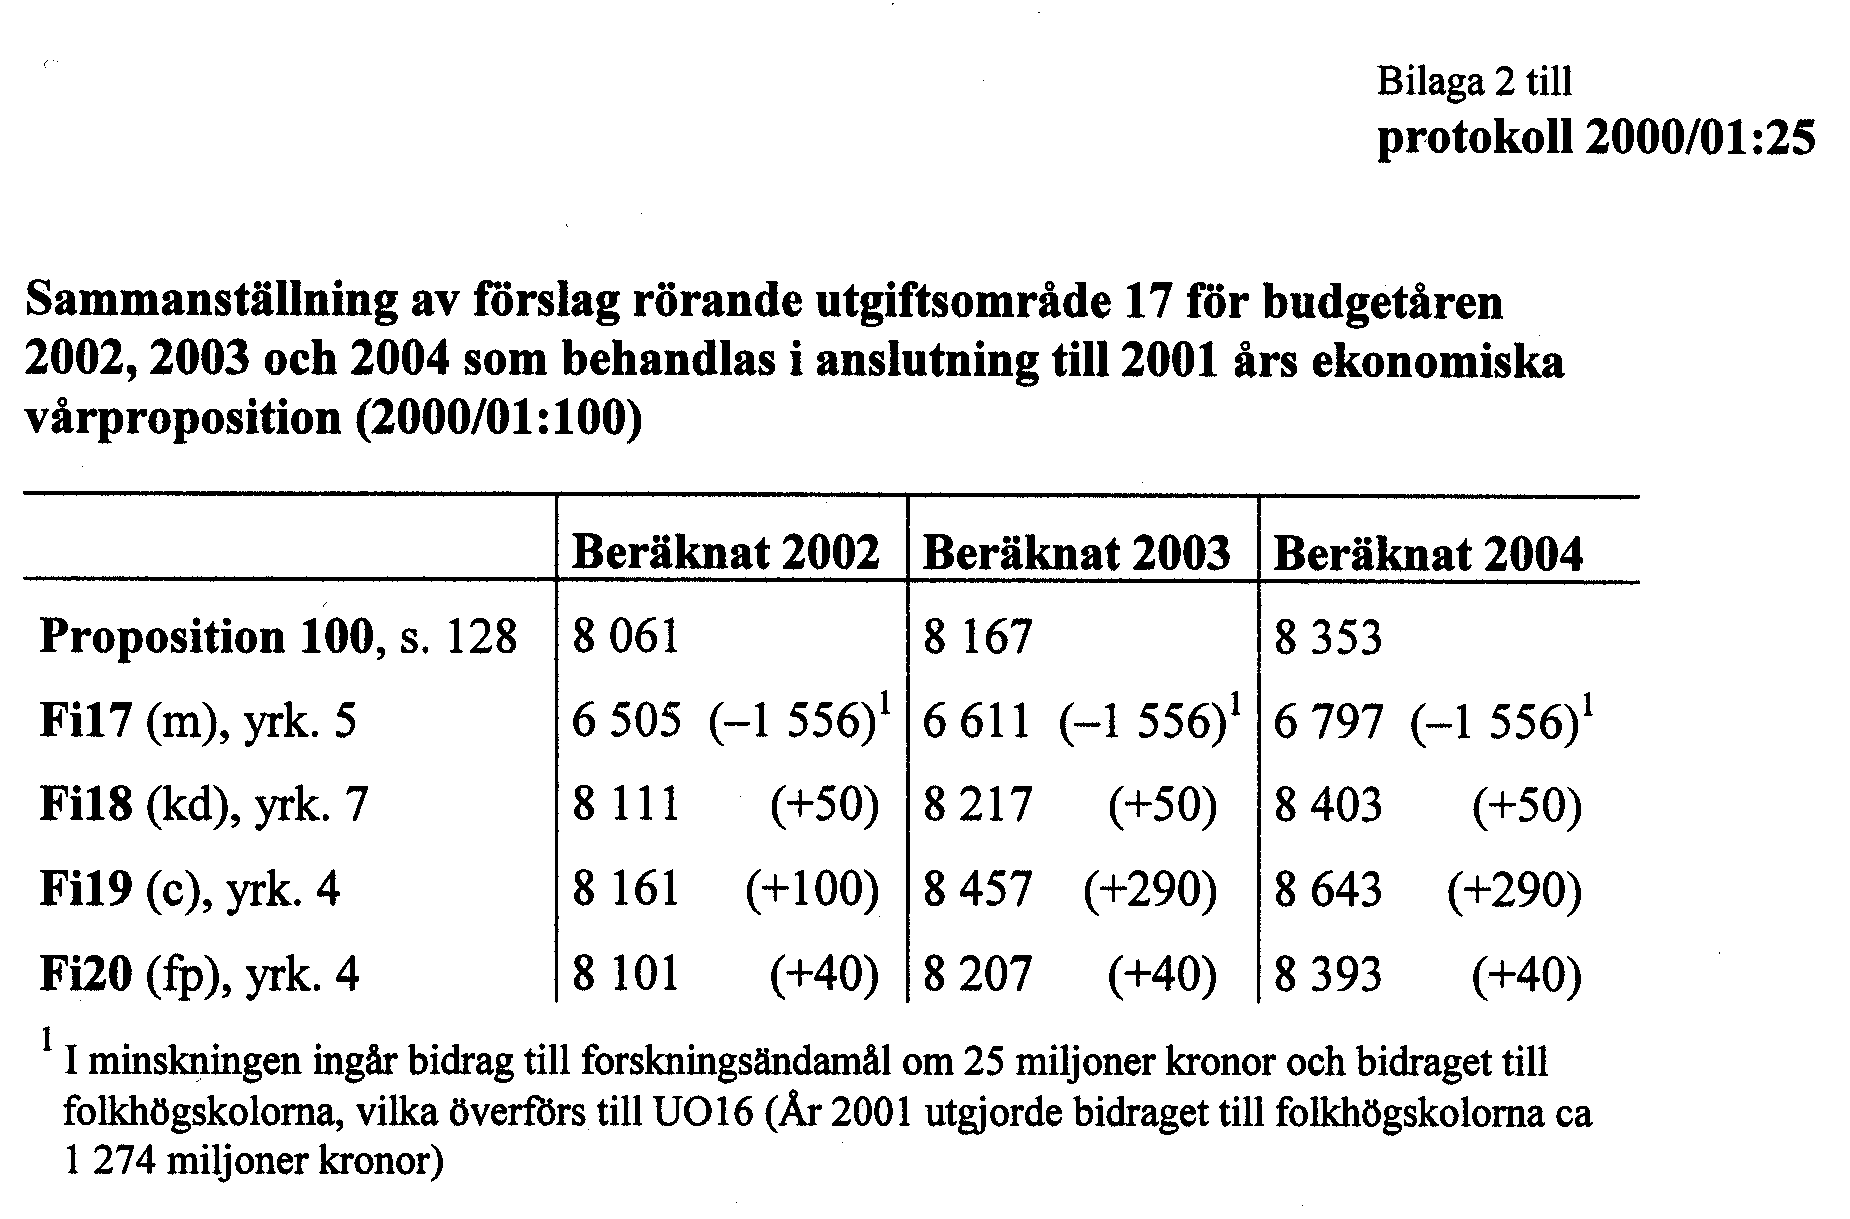 Bilaga 2 till
protokoll 2000/01:25
Sammanställning av förslag rörande utgiftsområde 17 för budgetåren
2002, 2003 och 2004 som behandlas i anslutning till 2001 års ekonomiska
vårproposition (2000/01:100)
Beräknat 2002 Beräknat 2003 Beräknat 2004
Proposition 100, s. 128 8 061 8 167 8 353
Fi17 (m), yrk. 5 6 505 (–1 556)¹ 6 611 (–1 556)¹ 6 797 (–1 556)¹
Fi18 (kd), yrk. 7 8 111 (+50) 8 217 (+50) 8 403 (+50)
Fi19 (c), yrk. 4 8 161 (+100) 8 457 (+290) 8 643 (+290)
Fi20 (fp), yrk. 4 8 101 (+40) 8 207 (+40) 8 393 (+40)
¹ I minskningen ingår bidrag till forskningsändamål om 25 miljoner kronor och bidraget till
folkhögskolorna, vilka överförs till UO16 (År 2001 utgjorde bidraget till folkhögskolorna ca
1 274 miljoner kronor)